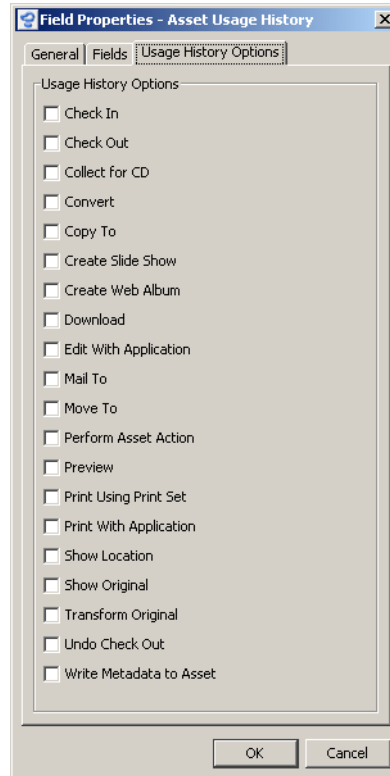 Field Properties - Asset Usage History
General Fields Usage History Options
Usage History Options
Check In
Check Out
Collect for CD
Convert
Copy To
Create Slide Show
Create Web Album
Download
Edit With Application
Mail To
Move To
Perform Asset Action
Preview
Print Using Print Set
Print With Application
Show Location
Show Original
Transform Original
Undo Check Out
Write Metadata to Asset
OK Cancel